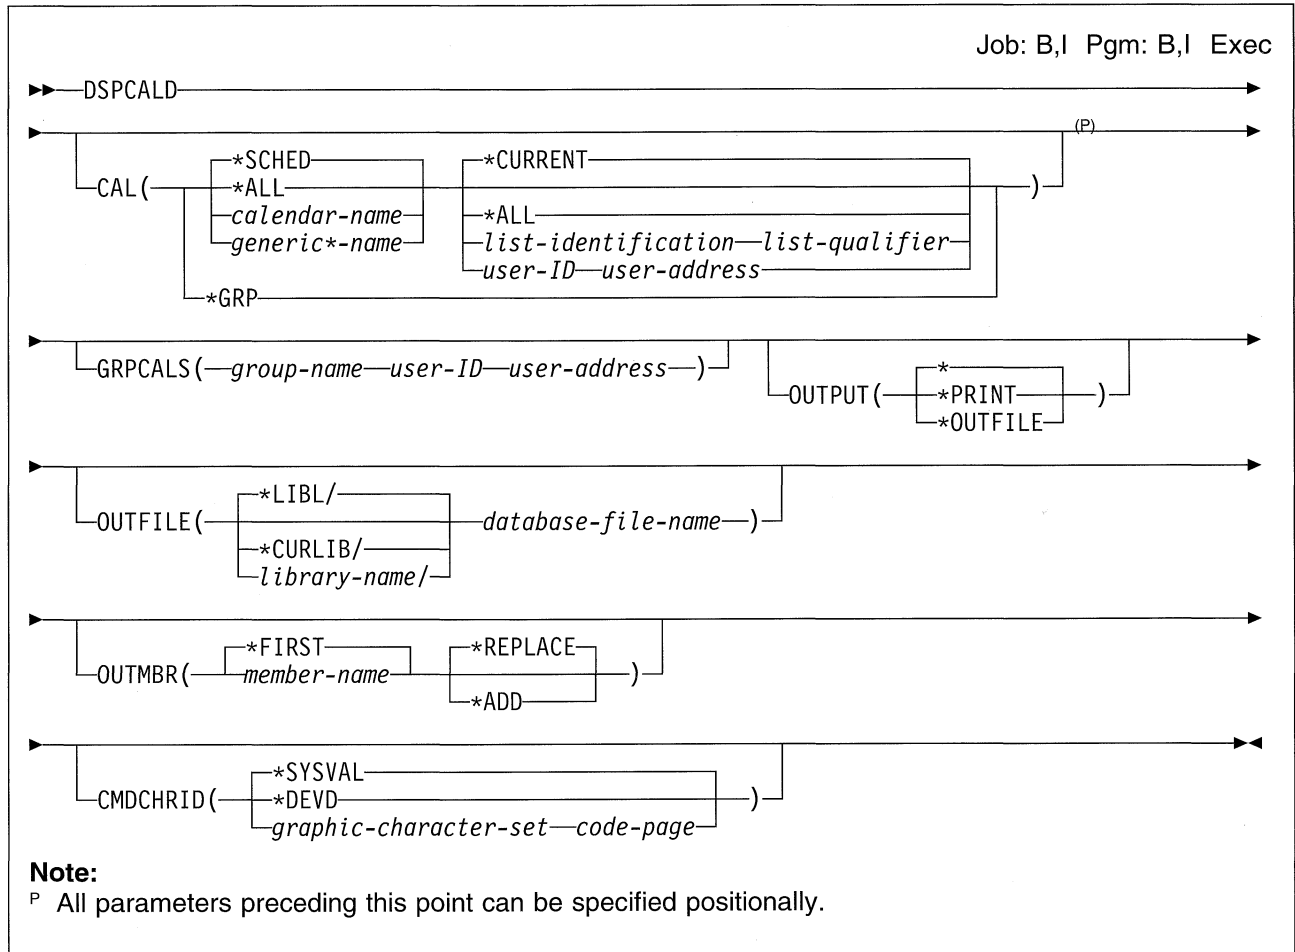 Job: B,I Pgm: B,I Exec
DSPCALD
(P)
*SCHED *CURRENT
CAL( *ALL )
calendar-name *ALL
generic*-name list-identification list-qualifier
user-ID user-address
*GRP
GRPCALS( group-name user-ID user-address )
*
OUTPUT( *PRINT )
*OUTFILE
*LIBL/
OUTFILE( database-file-name )
*CURLIB/
library-name/
*FIRST *REPLACE
OUTMBR( member-name )
*ADD
*SYSVAL
CMDCHRID( *DEVD )
graphic-character-set code-page
Note:
P All parameters preceding this point can be specified positionally.